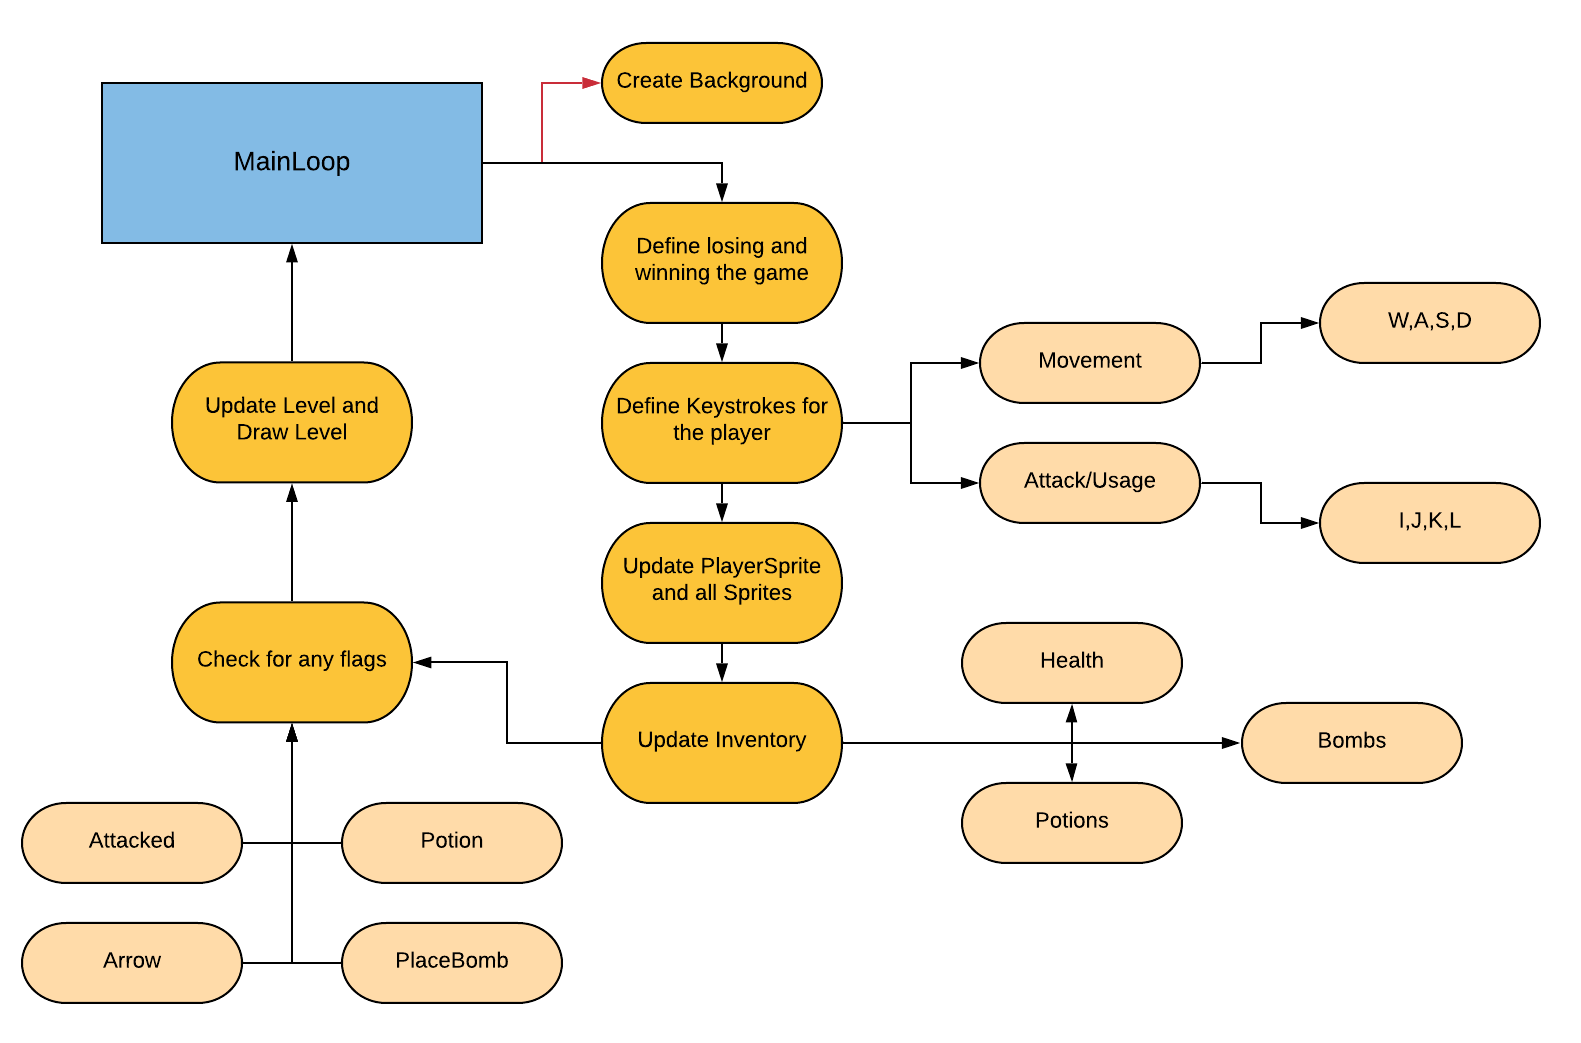 Create Background
MainLoop
Define losing and
winning the game
W,A,S,D
Movement
Update Level and
Draw Level
Define Keystrokes for
the player
Attack/Usage
I,J,K,L
Update PlayerSprite
and all Sprites
Check for any flags
Health
Update Inventory
Bombs
Potions
Attacked
Potion
Arrow
PlaceBomb